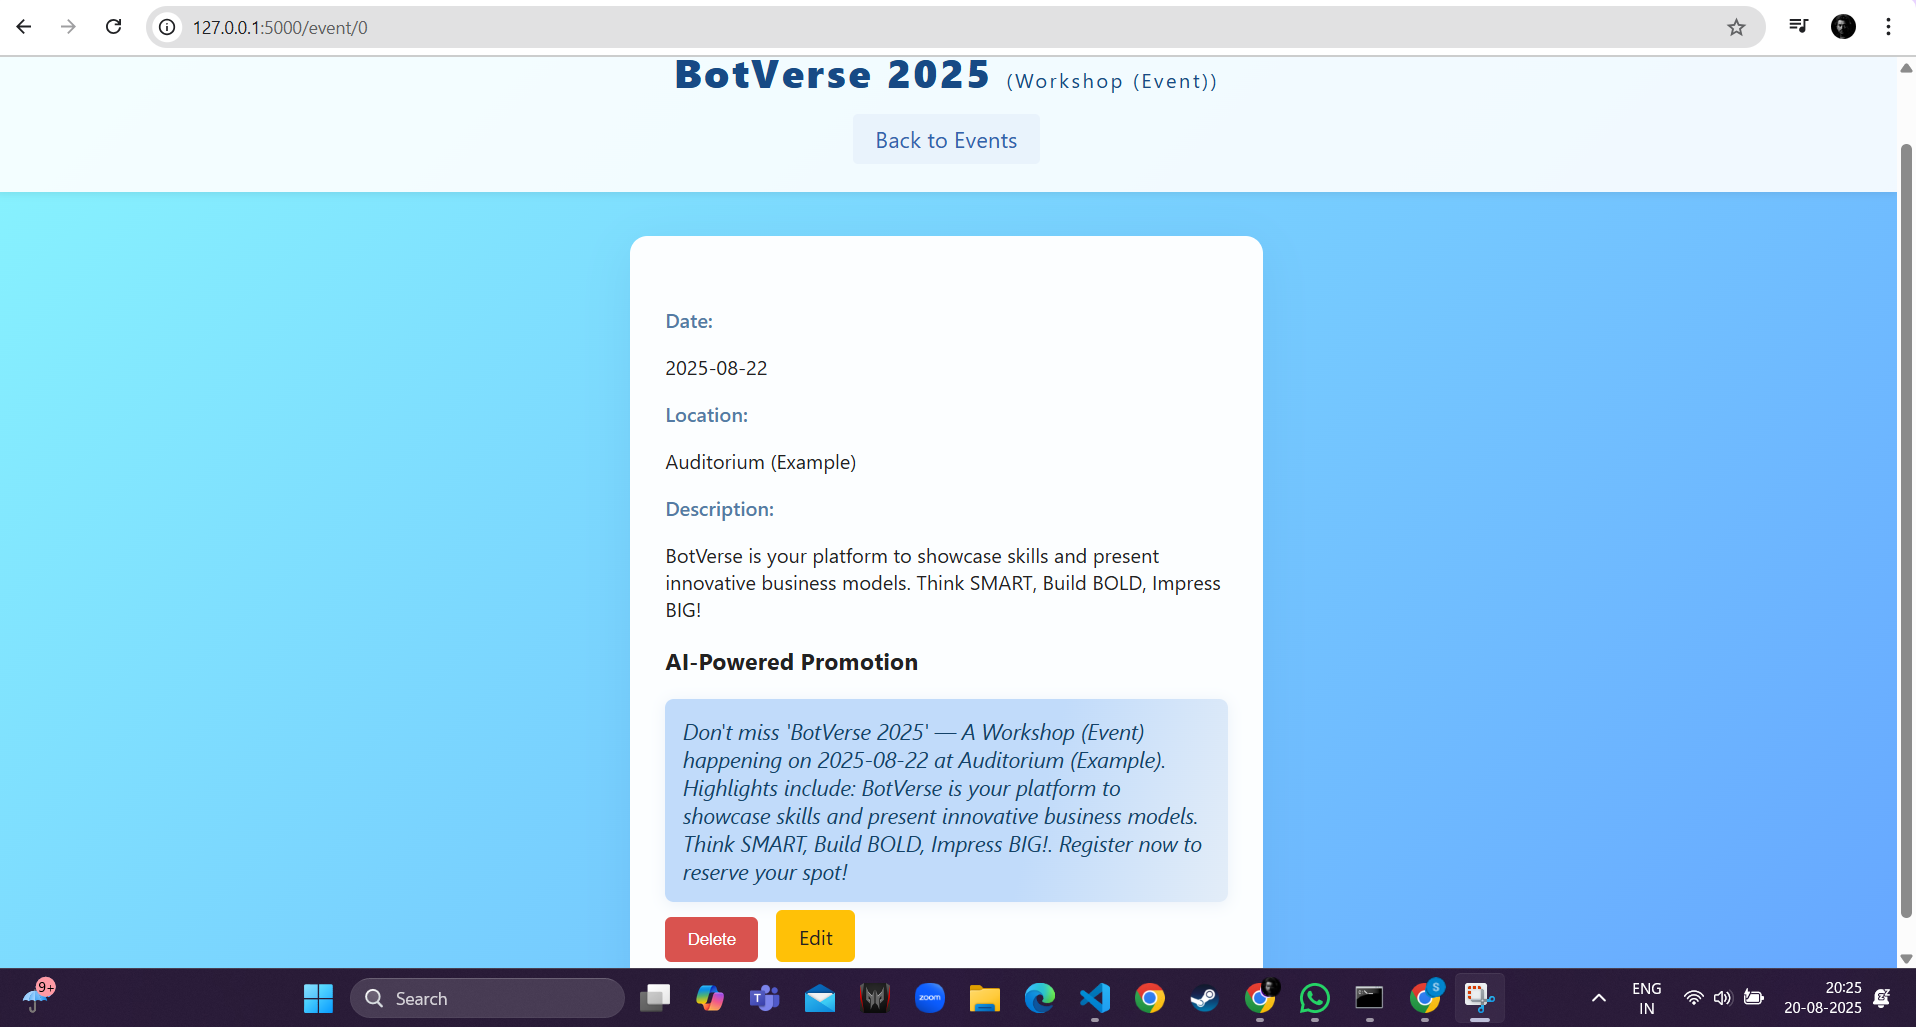 127.0.0.1:5000/event/0
BotVerse 2025 (Workshop (Event))
Back to Events
Date:
2025-08-22
Location:
Auditorium (Example)
Description:
BotVerse is your platform to showcase skills and present
innovative business models. Think SMART, Build BOLD, Impress
BIG!
AI-Powered Promotion
Don't miss 'BotVerse 2025' — A Workshop (Event)
happening on 2025-08-22 at Auditorium (Example).
Highlights include: BotVerse is your platform to
showcase skills and present innovative business models.
Think SMART, Build BOLD, Impress BIG!. Register now to
reserve your spot!
Delete Edit
9+
Search
zoom
S
ENG
IN
20:25
20-08-2025